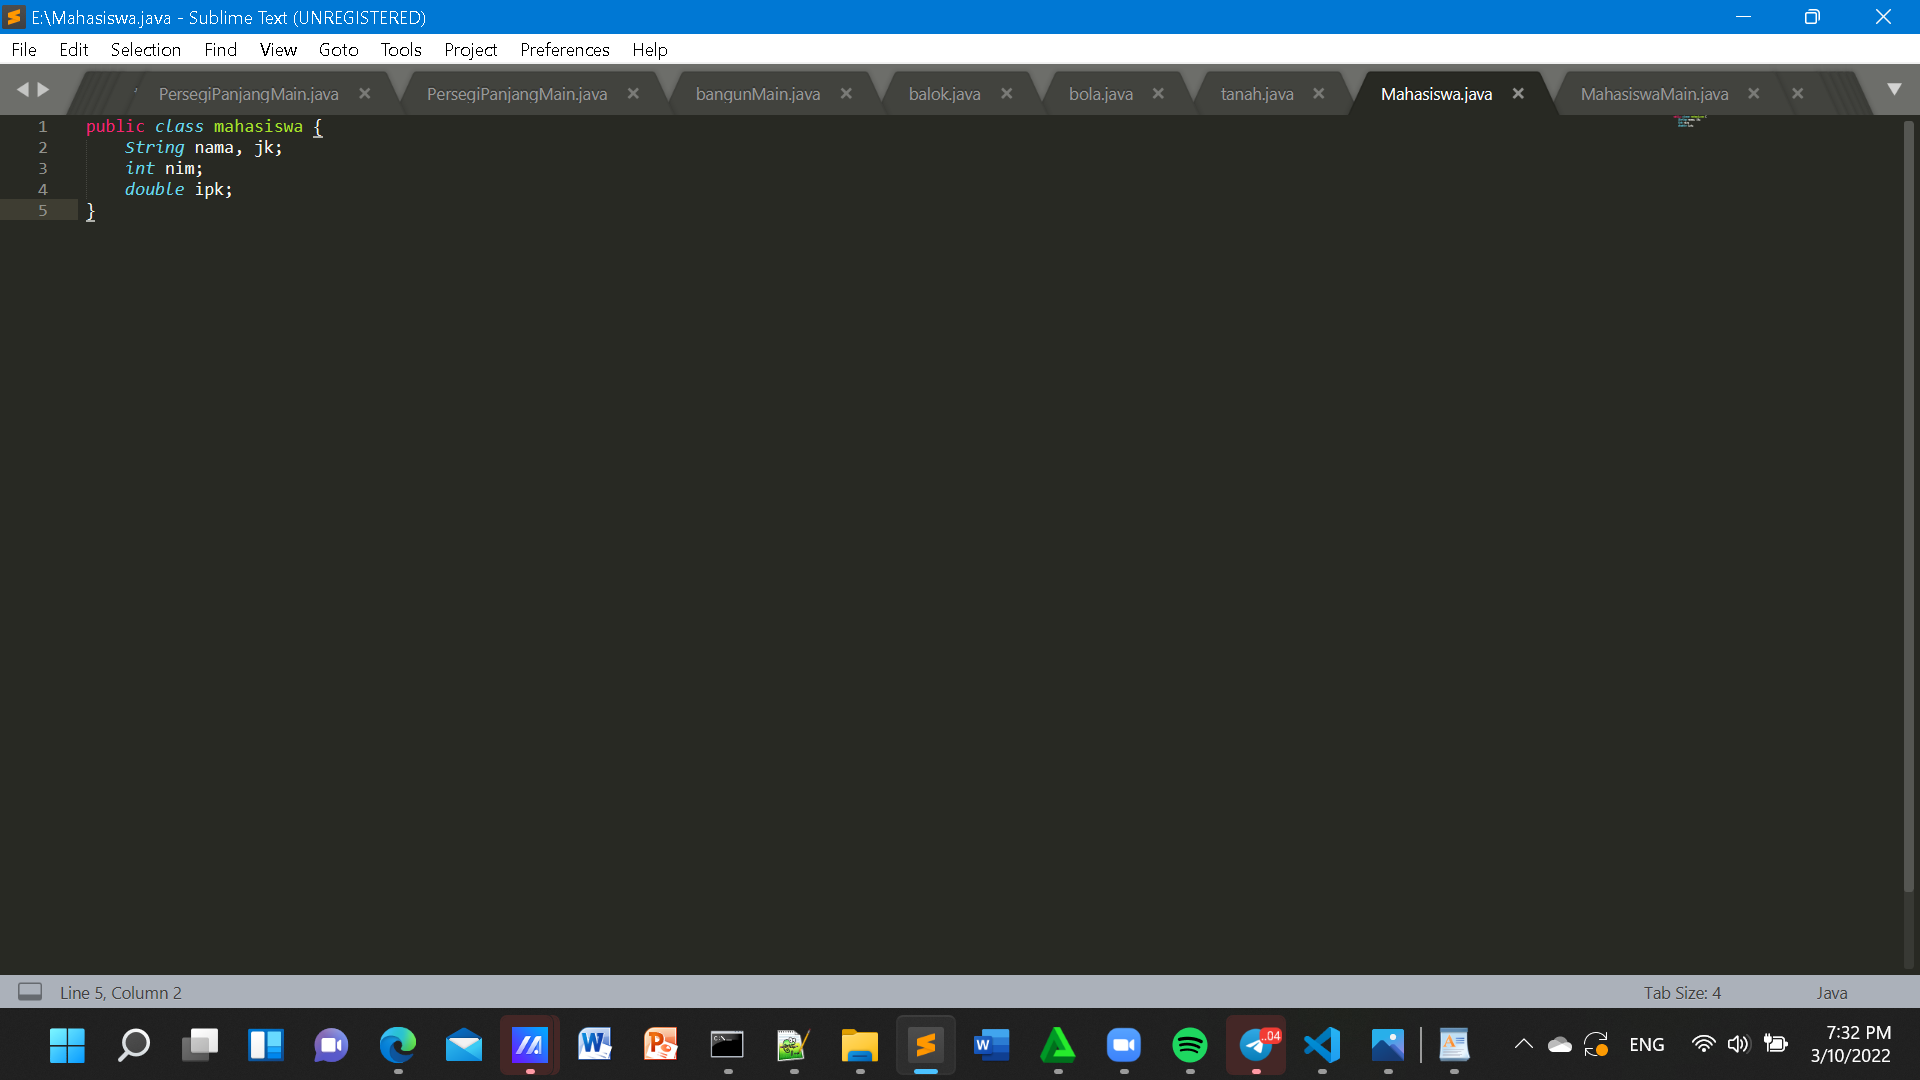 E:\Mahasiswa.java - Sublime Text (UNREGISTERED)
File Edit Selection Find View Goto Tools Project Preferences Help
PersegiPanjangMain.java PersegiPanjangMain.java bangunMain.java balok.java bola.java tanah.java Mahasiswa.java MahasiswaMain.java
1 public class mahasiswa {
2 String nama, jk;
3 int nim;
4 double ipk;
5 }
Line 5, Column 2 Tab Size: 4 Java
..04 ENG 7:32 PM
3/10/2022